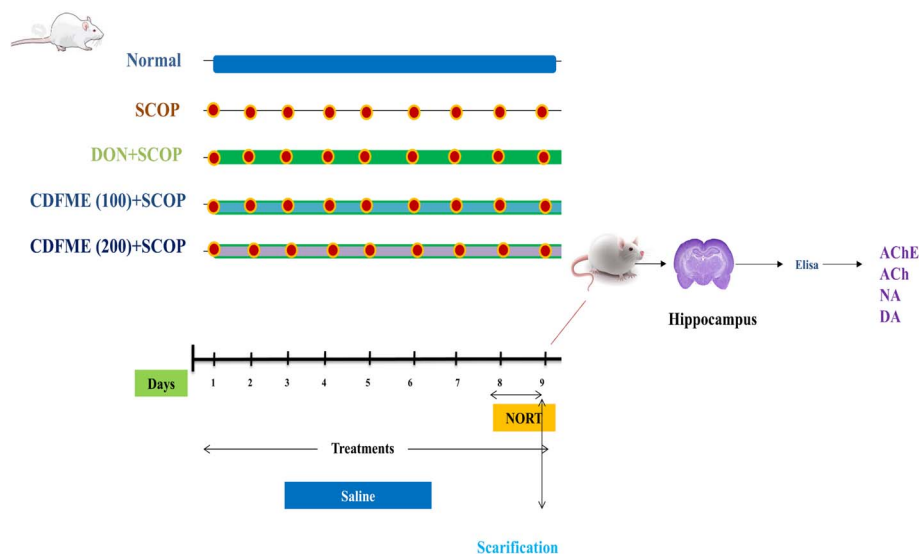 Normal
SCOP
DON+SCOP
CDFME (100)+SCOP
CDFME (200)+SCOP
Hippocampus
Elisa
AChE
ACh
NA
DA
Days
1 2 3 4 5 6 7 8 9
NORT
Treatments
Saline
Scarification